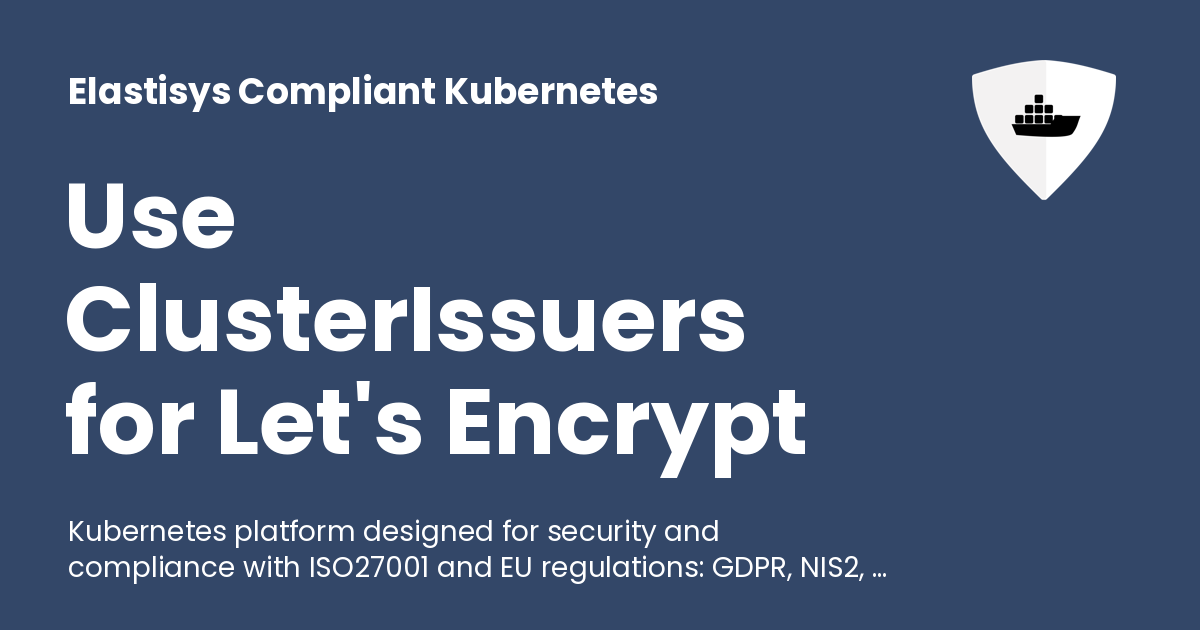 Elastisys Compliant Kubernetes
Use
ClusterIssuers
for Let's Encrypt
Kubernetes platform designed for security and
compliance with ISO27001 and EU regulations: GDPR, NIS2, ...